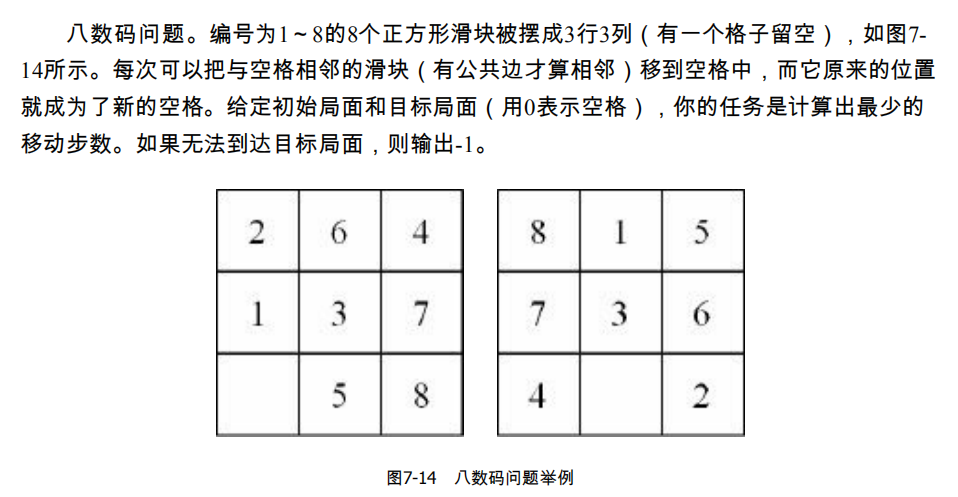 八数码问题。编号为1～8的8个正方形滑块被摆成3行3列（有一个格子留空），如图7-
14所示。每次可以把与空格相邻的滑块（有公共边才算相邻）移到空格中，而它原来的位置
就成为了新的空格。给定初始局面和目标局面（用0表示空格），你的任务是计算出最少的
移动步数。如果无法到达目标局面，则输出-1。
2 6 4
1 3 7
5 8
8 1 5
7 3 6
4 2
图7-14 八数码问题举例